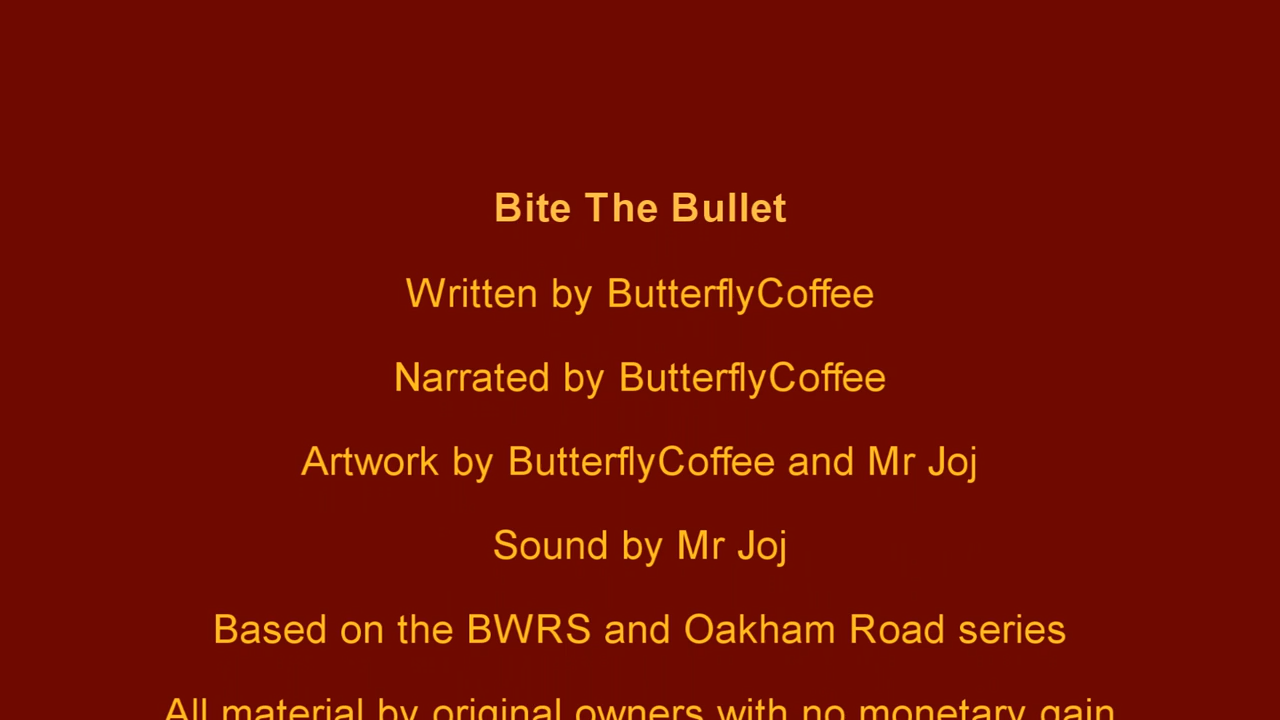 Bite The Bullet
Written by ButterflyCoffee
Narrated by ButterflyCoffee
Artwork by ButterflyCoffee and Mr Joj
Sound by Mr Joj
Based on the BWRS and Oakham Road series
All material by original owners with no monetary gain